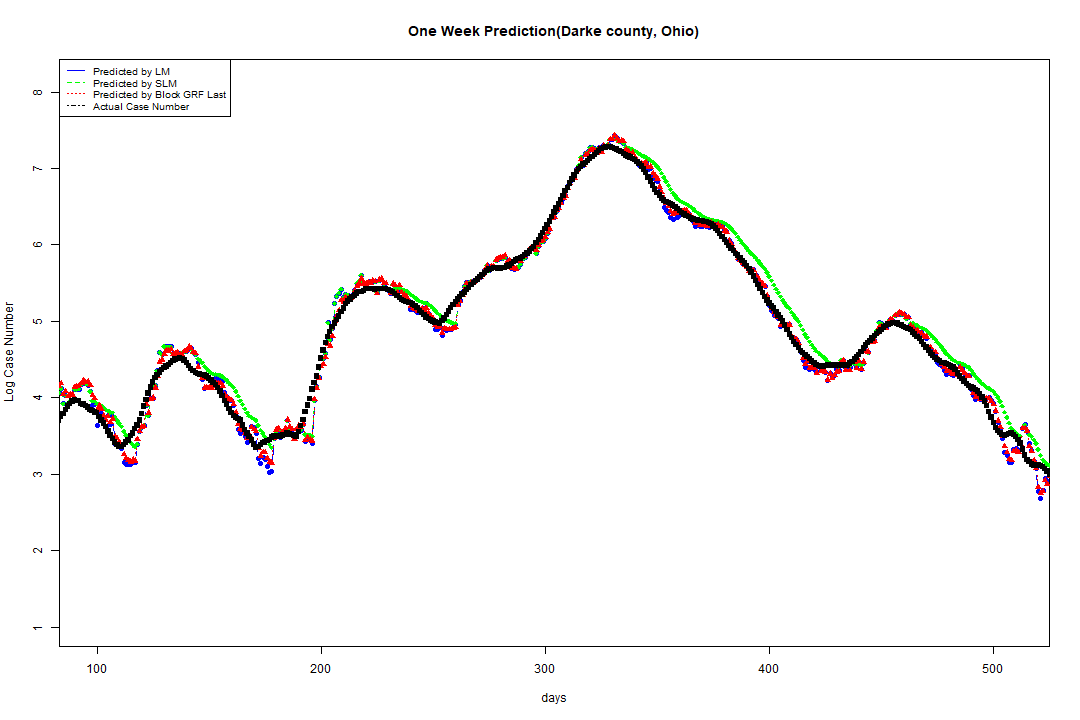 One Week Prediction(Darke county, Ohio)
Predicted by LM
Predicted by SLM
Predicted by Block GRF Last
Actual Case Number
8
7
6
5
4
3
2
1
Log Case Number
100 200 300 400 500
days